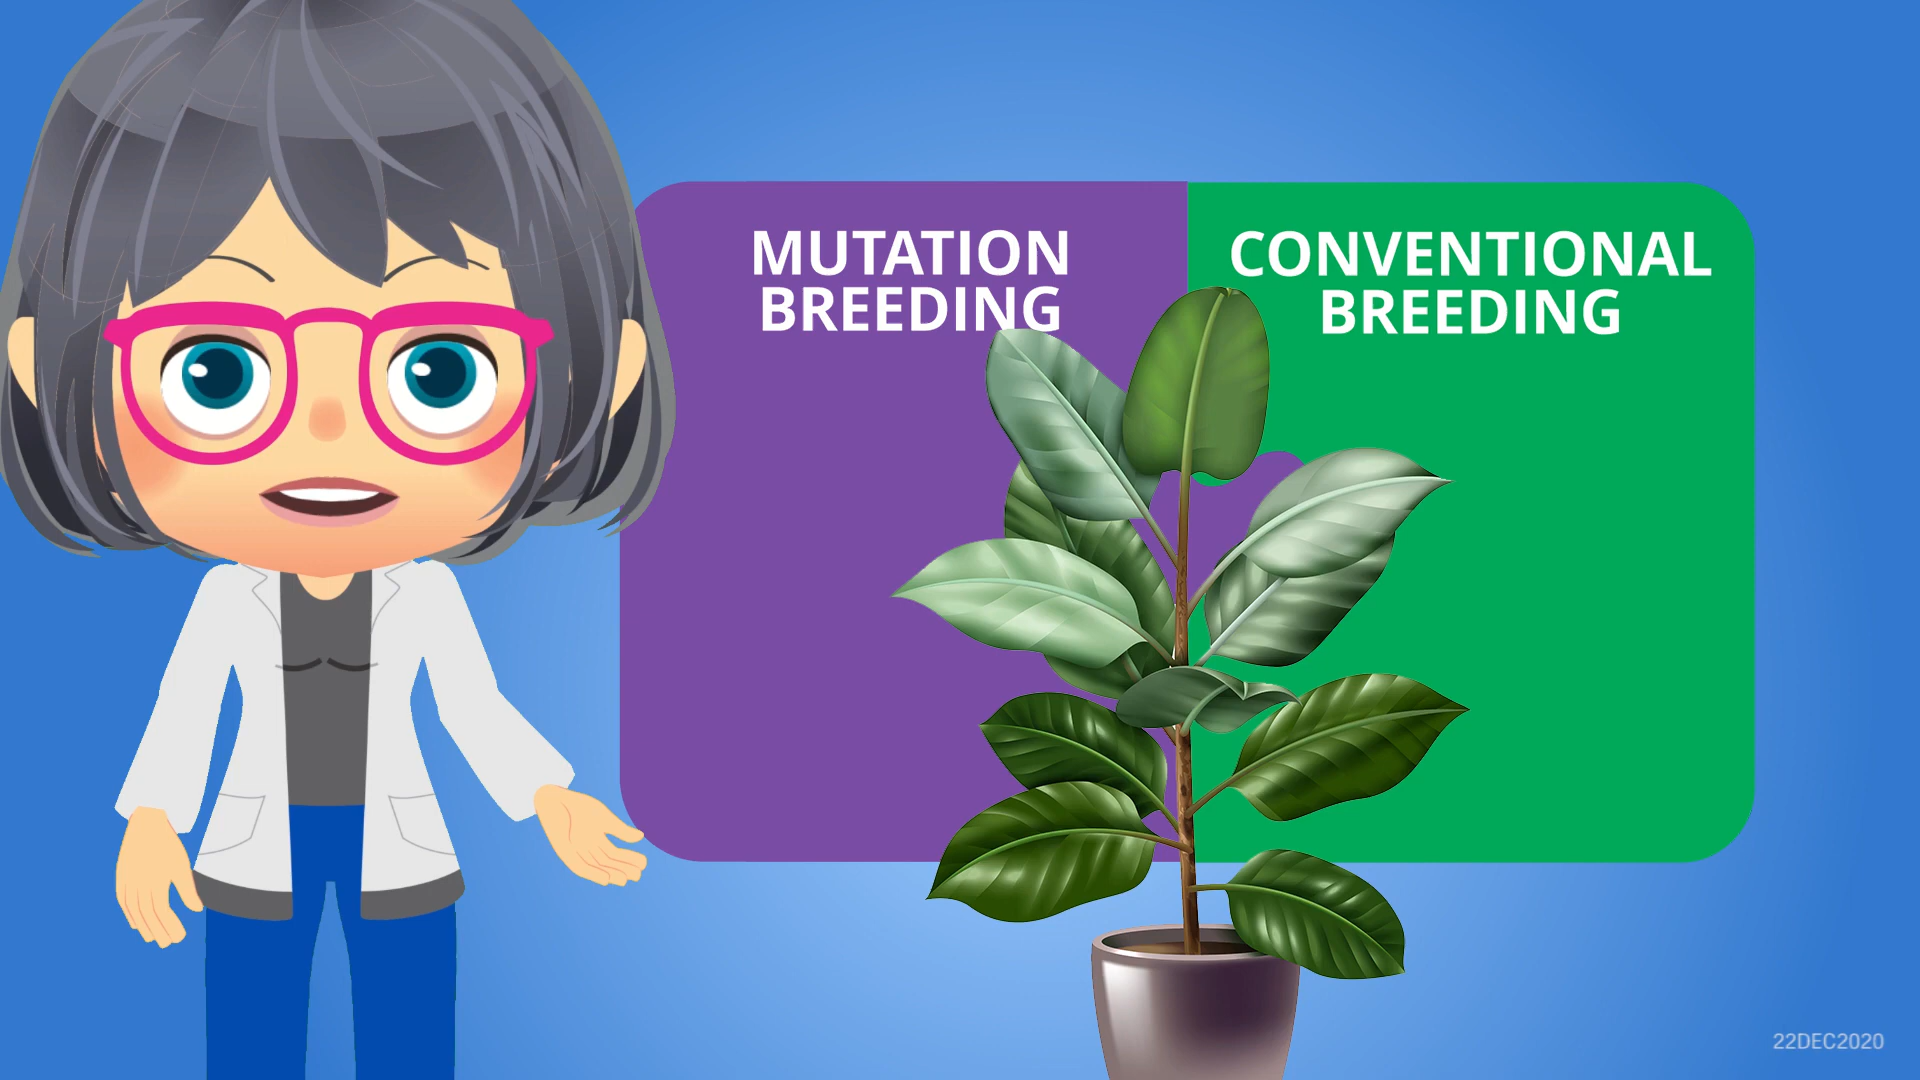 MUTATION
BREEDING
CONVENTIONAL
BREEDING
22DEC2020